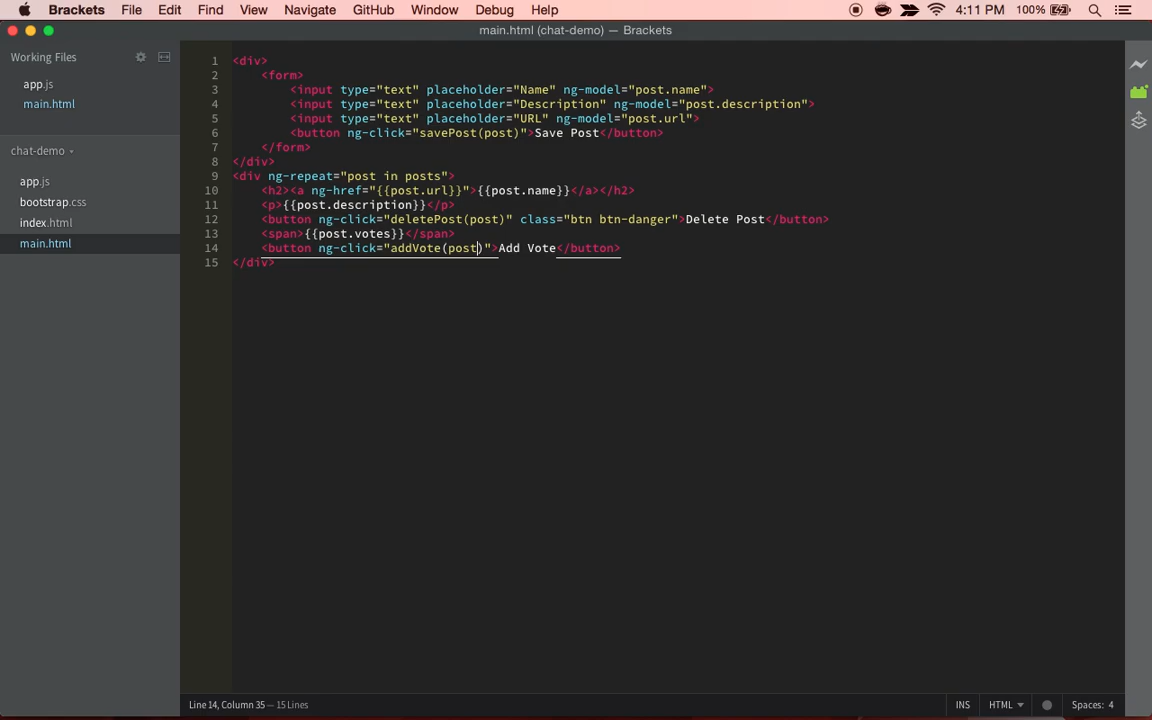 Brackets File Edit Find View Navigate GitHub Window Debug Help 4:11 PM 100%
main.html (chat-demo) — Brackets
Working Files
app.js
main.html
chat-demo
app.js
bootstrap.css
index.html
main.html
1 <div>
2 <form>
3 <input type="text" placeholder="Name" ng-model="post.name">
4 <input type="text" placeholder="Description" ng-model="post.description">
5 <input type="text" placeholder="URL" ng-model="post.url">
6 <button ng-click="savePost(post)">Save Post</button>
7 </form>
8 </div>
9 <div ng-repeat="post in posts">
10 <h2><a ng-href="{{post.url}}">{{post.name}}</a></h2>
11 <p>{{post.description}}</p>
12 <button ng-click="deletePost(post)" class="btn btn-danger">Delete Post</button>
13 <span>{{post.votes}}</span>
14 <button ng-click="addVote(post)">Add Vote</button>
15 </div>
Line 14, Column 35 — 15 Lines INS HTML Spaces: 4